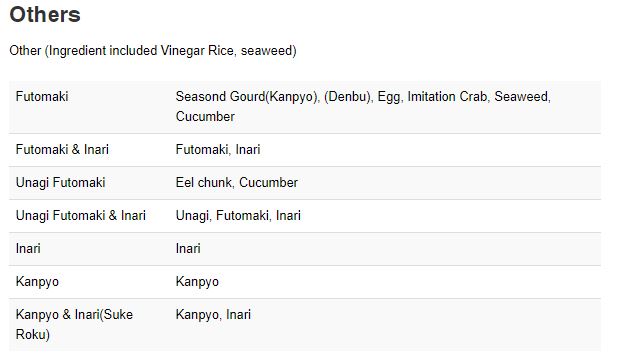 Others
Other (Ingredient included Vinegar Rice, seaweed)
Futomaki Seasond Gourd(Kanpyo), (Denbu), Egg, Imitation Crab, Seaweed,
Cucumber
Futomaki & Inari Futomaki, Inari
Unagi Futomaki Eel chunk, Cucumber
Unagi Futomaki & Inari Unagi, Futomaki, Inari
Inari Inari
Kanpyo Kanpyo
Kanpyo & Inari(Suke Kanpyo, Inari
Roku)